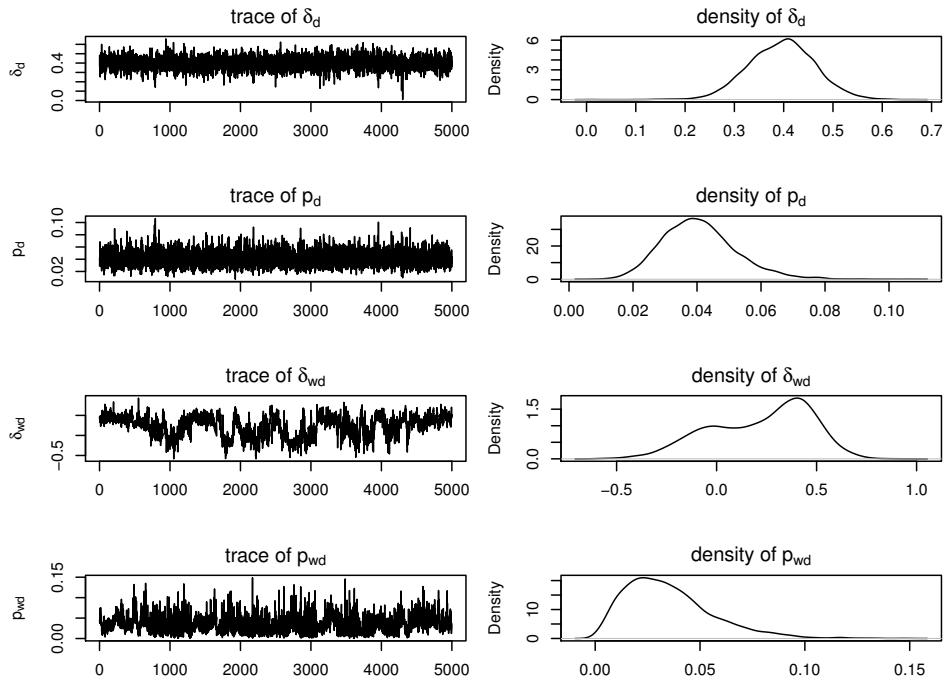 trace of δd
density of δd
δd
0.0 0.4
0 1000 2000 3000 4000 5000
Density
0 3 6
0.0 0.1 0.2 0.3 0.4 0.5 0.6 0.7
trace of pd
density of pd
pd
0.02 0.10
0 1000 2000 3000 4000 5000
Density
0 20
0.00 0.02 0.04 0.06 0.08 0.10
trace of δwd
density of δwd
δwd
−0.5
0 1000 2000 3000 4000 5000
Density
0.0 1.5
−0.5 0.0 0.5 1.0
trace of pwd
density of pwd
pwd
0.00 0.15
0 1000 2000 3000 4000 5000
Density
0 10
0.00 0.05 0.10 0.15